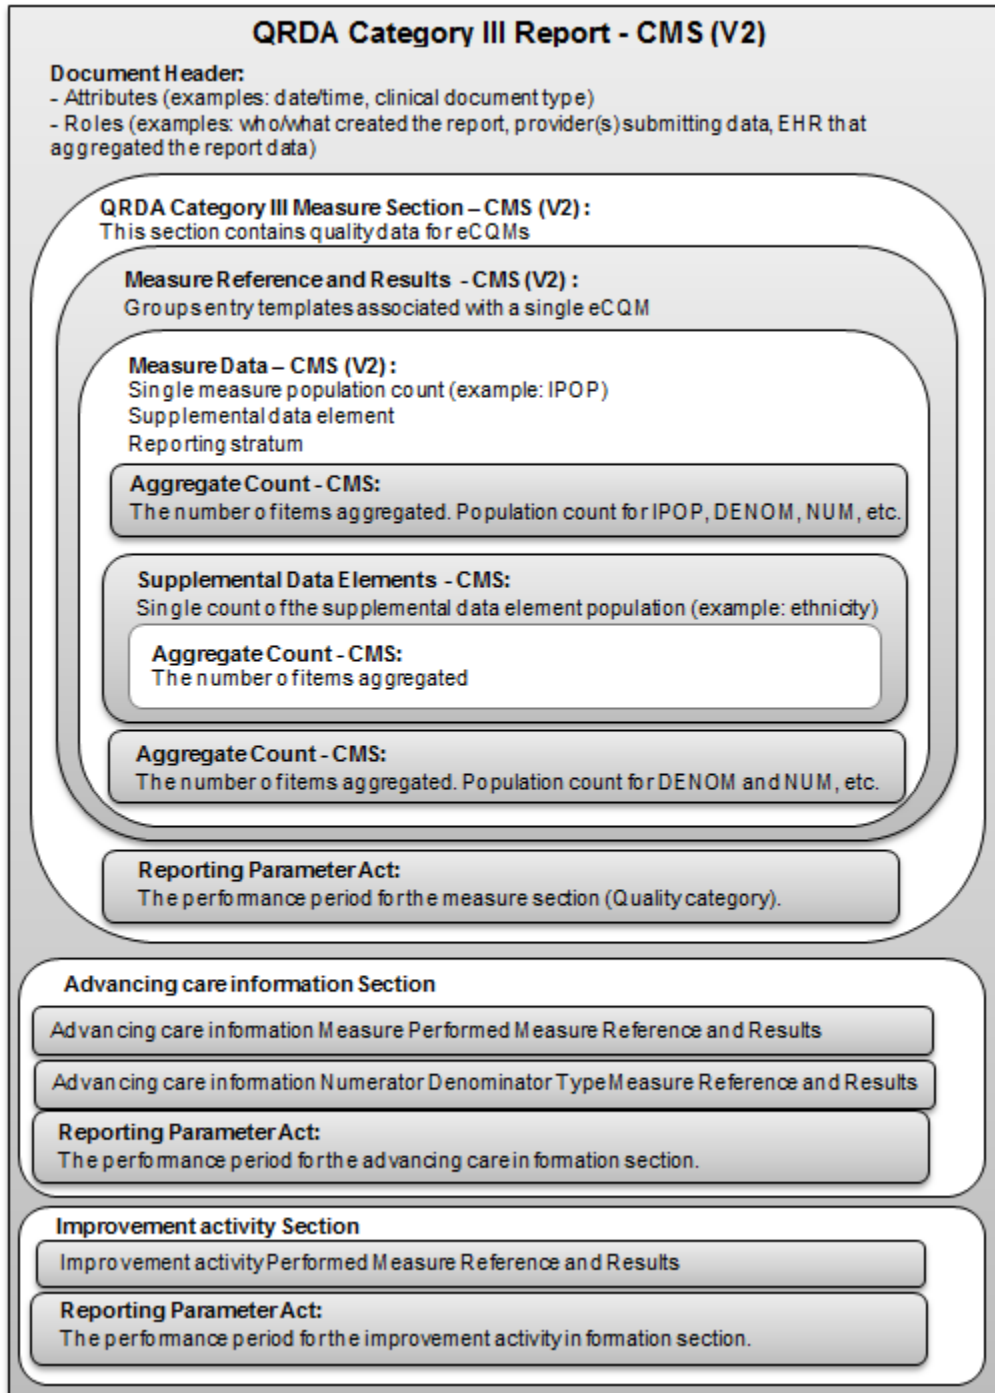 QRDA Category III Report - CMS (V2)
Document Header:
- Attributes (examples: date/time, clinical document type)
- Roles (examples: who/what created the report, provider(s) submitting data, EHR that
aggregated the report data)
QRDA Category III Measure Section – CMS (V2) :
This section contains quality data for eCQMs
Measure Reference and Results - CMS (V2) :
Groups entry templates associated with a single eCQM
Measure Data – CMS (V2) :
Single measure population count (example: IPOP)
Supplemental data element
Reporting stratum
Aggregate Count - CMS:
The number of items aggregated. Population count for IPOP, DENOM, NUM, etc.
Supplemental Data Elements - CMS:
Single count of the supplemental data element population (example: ethnicity)
Aggregate Count - CMS:
The number of items aggregated
Aggregate Count - CMS:
The number of items aggregated. Population count for DENOM and NUM, etc.
Reporting Parameter Act:
The performance period for the measure section (Quality category).
Advancing care information Section
Advancing care information Measure Performed Measure Reference and Results
Advancing care information Numerator Denominator Type Measure Reference and Results
Reporting Parameter Act:
The performance period for the advancing care information section.
Improvement activity Section
Improvement activity Performed Measure Reference and Results
Reporting Parameter Act:
The performance period for the improvement activity information section.